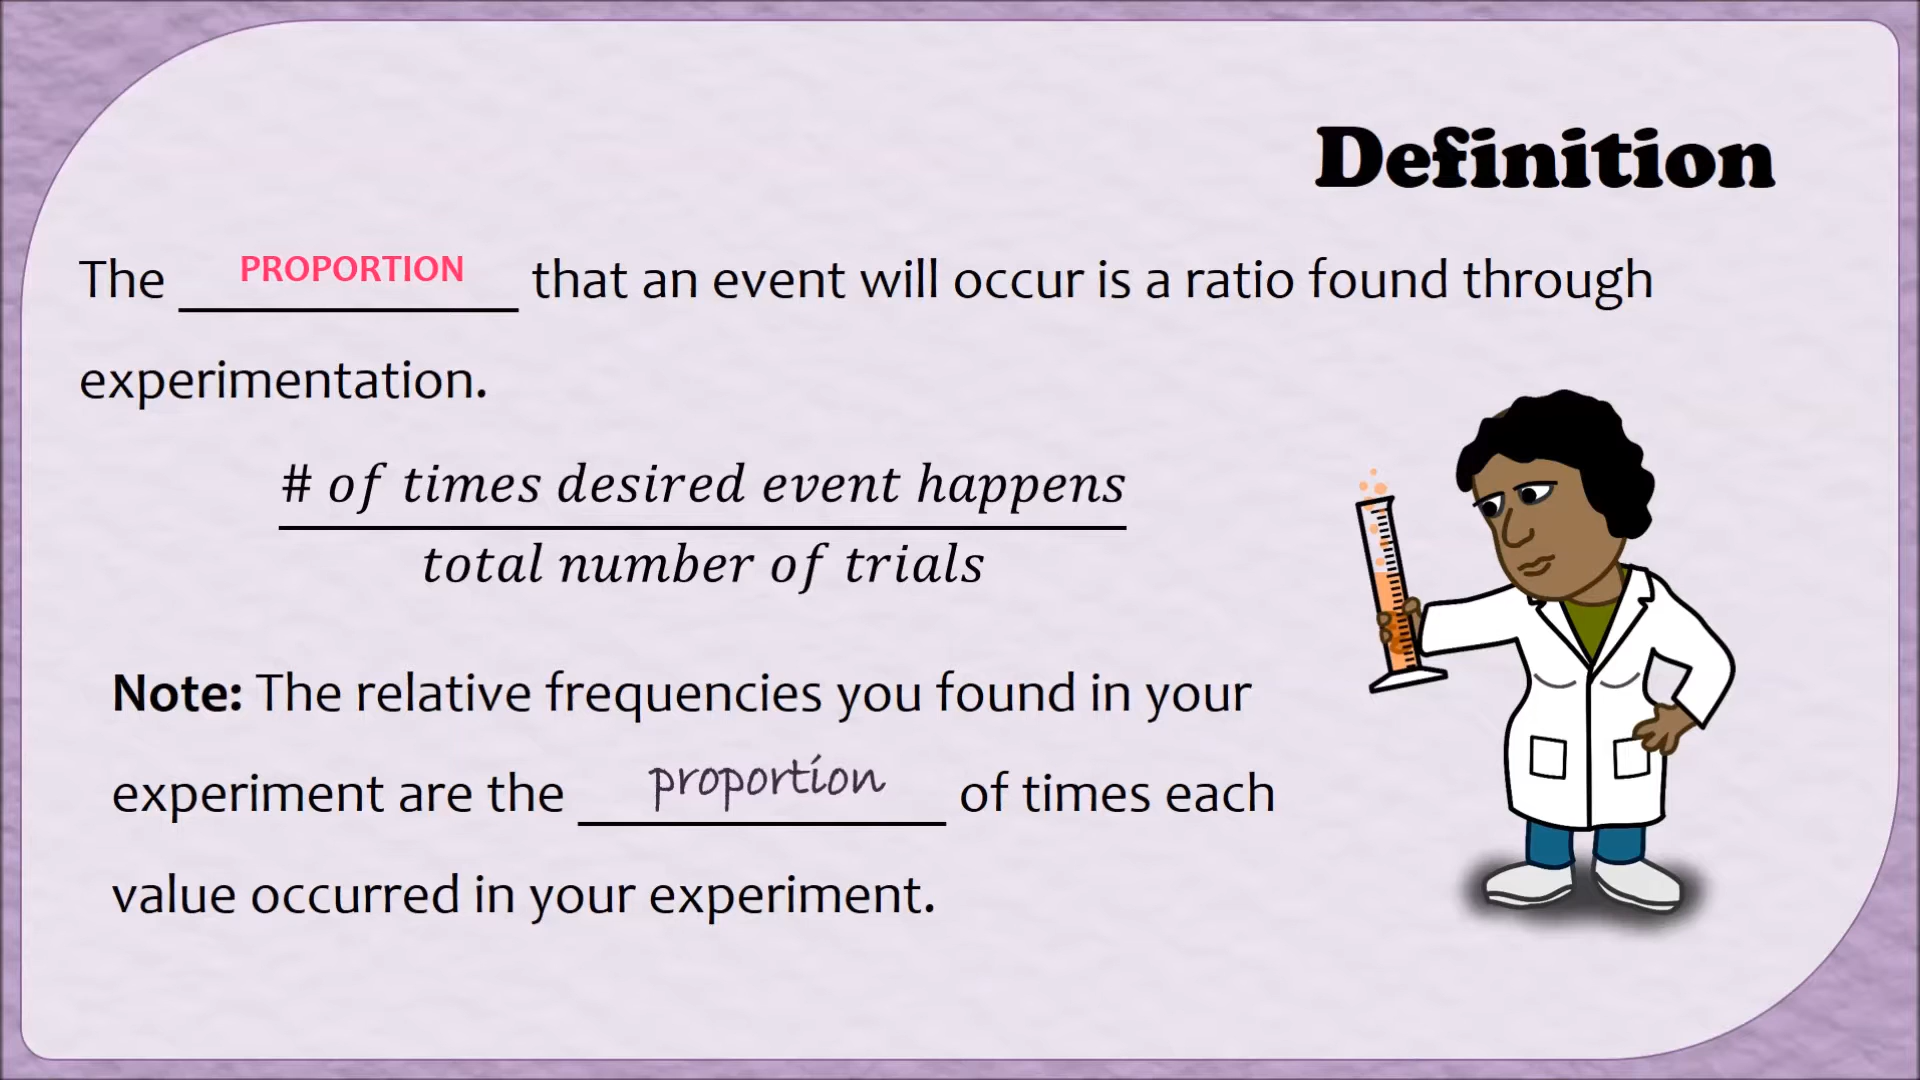 Definition
The PROPORTION that an event will occur is a ratio found through
experimentation.
# of times desired event happens
total number of trials
Note: The relative frequencies you found in your
experiment are the proportion of times each
value occurred in your experiment.